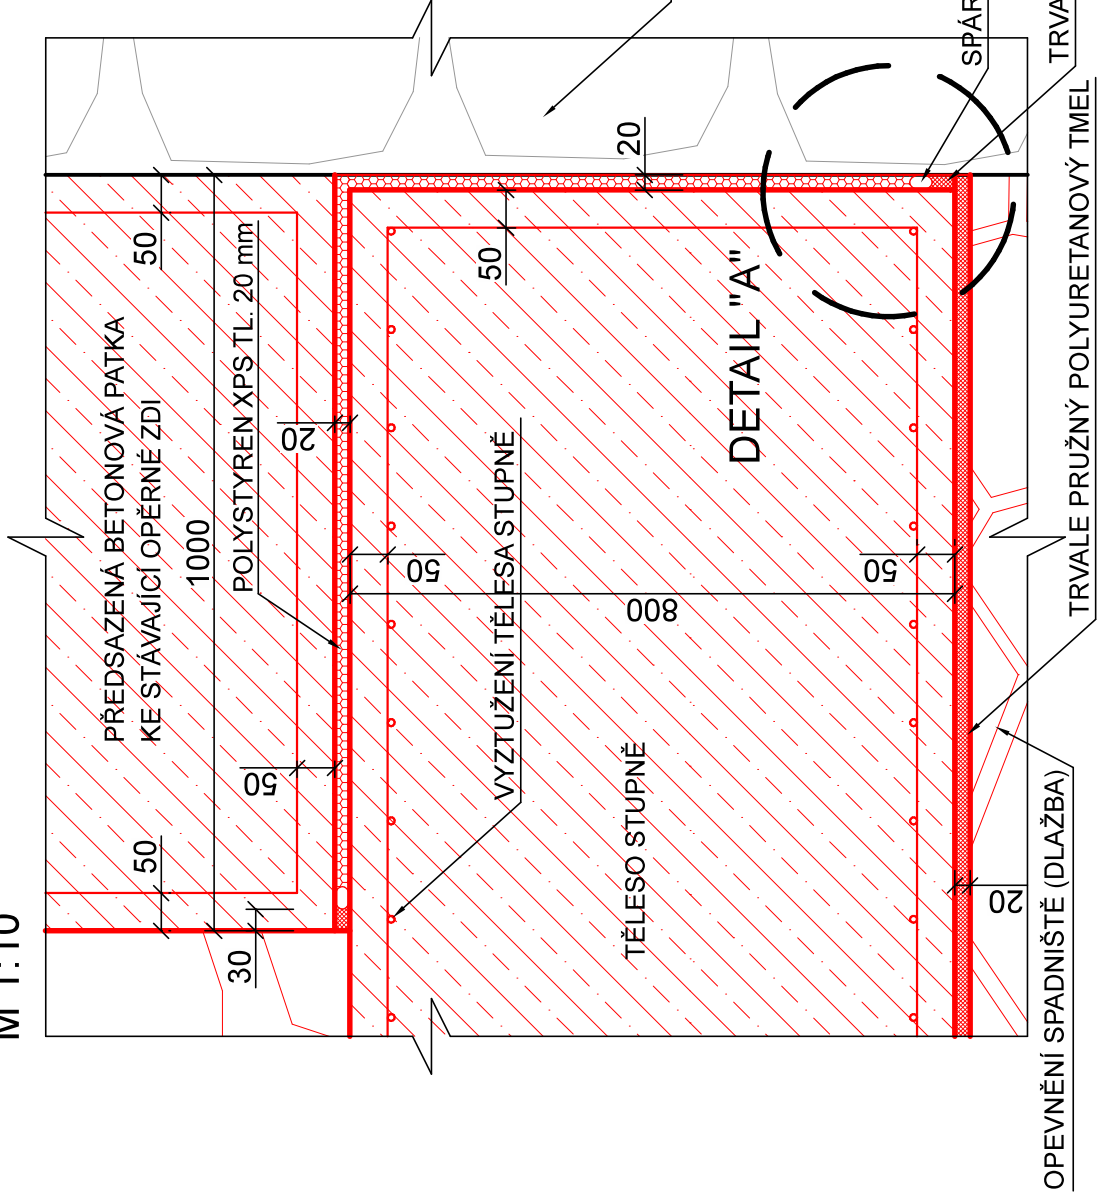 M 1:10
PŘEDSAZENÁ BETONOVÁ PATKA
KE STÁVAJÍCÍ OPĚRNÉ ZDI
50
50
1000
POLYSTYREN XPS TL. 20 mm
30
50
20
20
50
50
50
VYZTUŽENÍ TĚLESA STUPNĚ
800
TĚLESO STUPNĚ
DETAIL "A"
20
SPÁR
TRVA
TRVALE PRUŽNÝ POLYURETANOVÝ TMEL
OPEVNĚNÍ SPADNIŠTĚ (DLAŽBA)